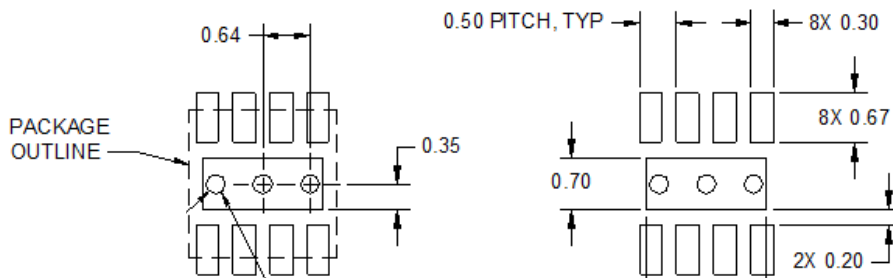 0.64
0.50 PITCH, TYP
8X 0.30
PACKAGE
OUTLINE
0.35
0.70
8X 0.67
2X 0.20